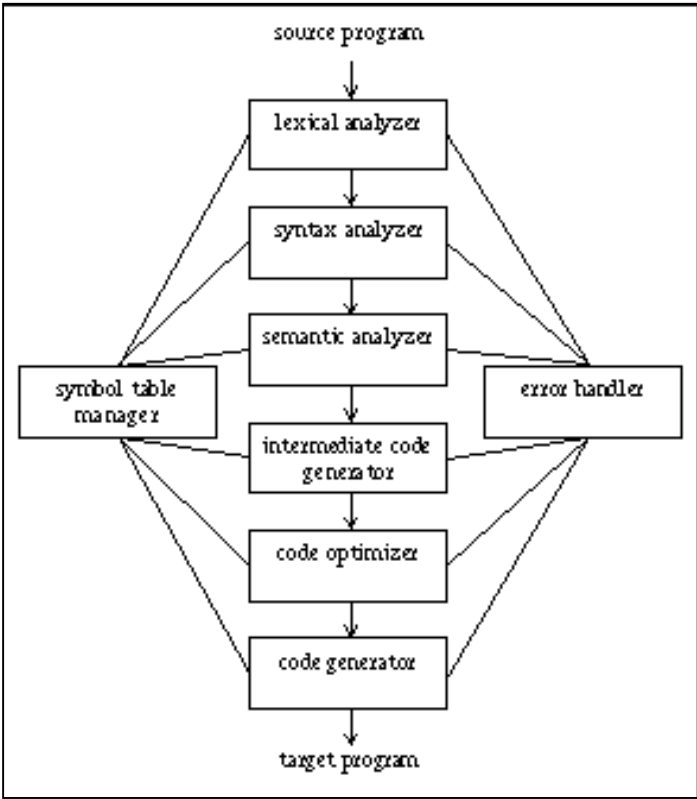 source program
lexical analyzer
syntax analyzer
semantic analyzer
symbol table
manager
error handler
intermediate code
generator
code optimizer
code generator
target program